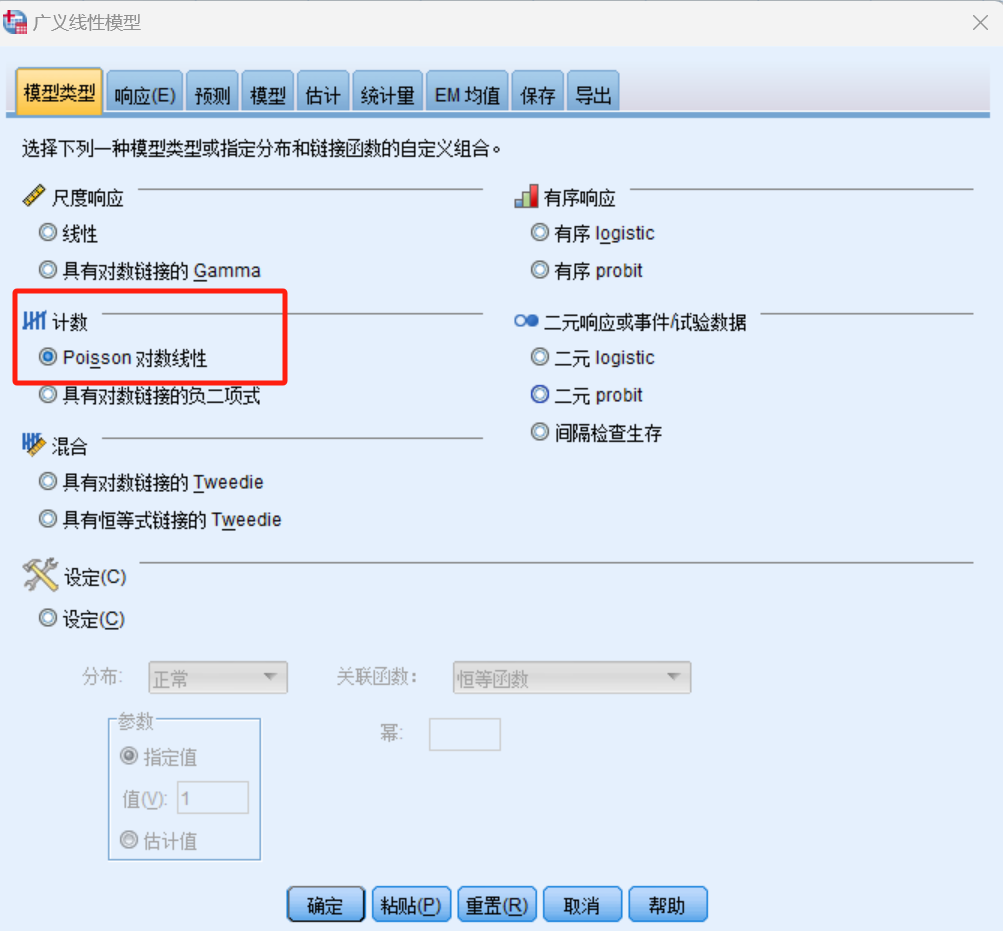 广义线性模型
模型类型 响应(E) 预测 模型 估计 统计量 EM 均值 保存 导出
选择下列一种模型类型或指定分布和链接函数的自定义组合。
尺度响应
线性
具有对数链接的 Gamma
计数
Poisson 对数线性
具有对数链接的负二项式
混合
具有对数链接的 Tweedie
具有恒等式链接的 Tweedie
有序响应
有序 logistic
有序 probit
二元响应或事件/试验数据
二元 logistic
二元 probit
间隔检查生存
设定(C)
设定(C)
分布: 正常 关联函数: 恒等函数
参数
指定值
值(V): 1
估计值
幂:
确定 粘贴(P) 重置(R) 取消 帮助